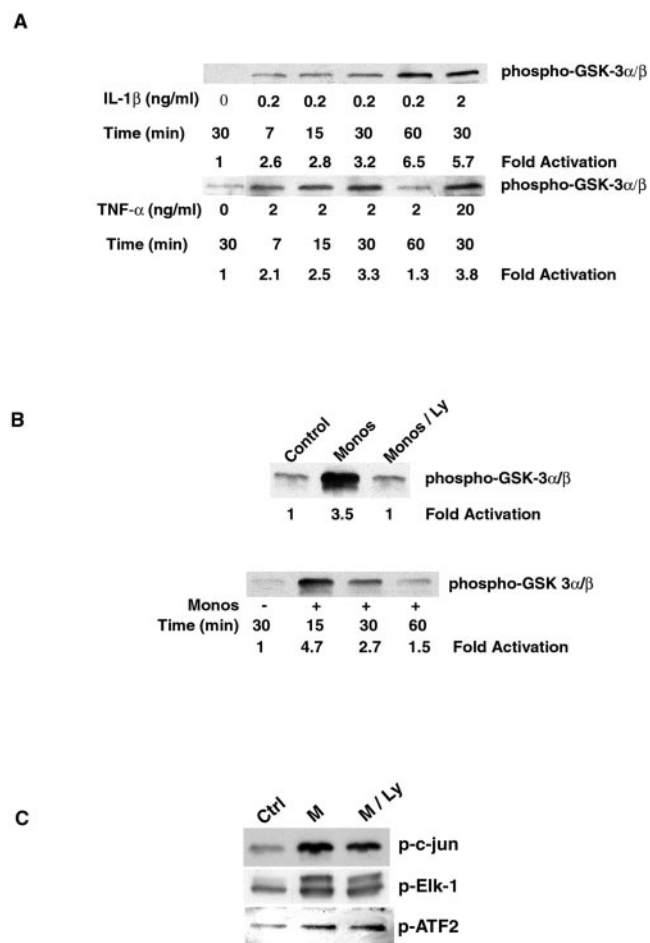 A
phospho-GSK-3α/β
IL-1β (ng/ml) 0 0.2 0.2 0.2 0.2 2
Time (min) 30 7 15 30 60 30
1 2.6 2.8 3.2 6.5 5.7 Fold Activation
phospho-GSK-3α/β
TNF-α (ng/ml) 0 2 2 2 2 20
Time (min) 30 7 15 30 60 30
1 2.1 2.5 3.3 1.3 3.8 Fold Activation
B
Control Monos Monos / Ly
phospho-GSK-3α/β
1 3.5 1 Fold Activation
phospho-GSK 3α/β
Monos - + + +
Time (min) 30 15 30 60
1 4.7 2.7 1.5 Fold Activation
C
Ctrl M M / Ly
p-c-jun
p-Elk-1
p-ATF2